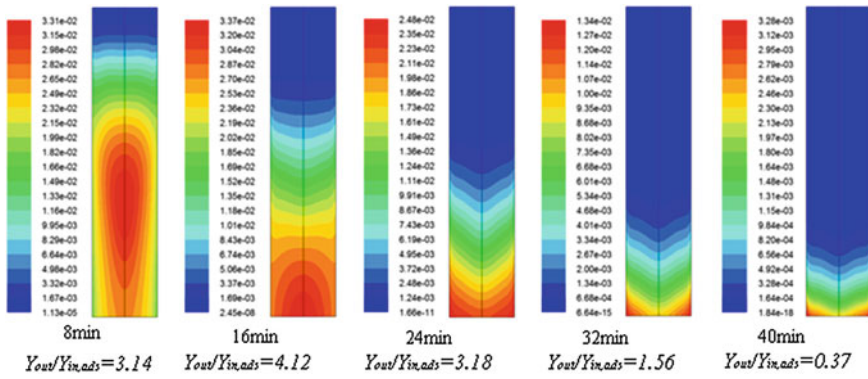 3.31e-02
3.15e-02
2.98e-02
2.82e-02
2.65e-02
2.49e-02
2.32e-02
2.15e-02
1.99e-02
1.82e-02
1.66e-02
1.49e-02
1.33e-02
1.16e-02
9.95e-03
8.29e-03
6.64e-03
4.98e-03
3.32e-03
1.67e-03
1.13e-05
8min
Yout/Yin,ads=3.14
3.37e-02
3.20e-02
3.04e-02
2.87e-02
2.70e-02
2.53e-02
2.36e-02
2.19e-02
2.02e-02
1.85e-02
1.69e-02
1.52e-02
1.35e-02
1.18e-02
1.01e-02
8.43e-03
6.74e-03
5.06e-03
3.37e-03
1.69e-03
2.45e-08
16min
Yout/Yin,ads=4.12
2.48e-02
2.35e-02
2.23e-02
2.11e-02
1.98e-02
1.86e-02
1.73e-02
1.61e-02
1.49e-02
1.36e-02
1.24e-02
1.11e-02
9.91e-03
8.67e-03
7.43e-03
6.19e-03
4.95e-03
3.72e-03
2.48e-03
1.24e-03
1.66e-11
24min
Yout/Yin,ads=3.18
1.34e-02
1.27e-02
1.20e-02
1.14e-02
1.07e-02
1.00e-02
9.35e-03
8.68e-03
8.02e-03
7.35e-03
6.68e-03
6.01e-03
5.34e-03
4.68e-03
4.01e-03
3.34e-03
2.67e-03
2.00e-03
1.34e-03
6.68e-04
6.64e-15
32min
Yout/Yin,ads=1.56
3.28e-03
3.12e-03
2.95e-03
2.79e-03
2.63e-03
2.46e-03
2.30e-03
2.13e-03
1.97e-03
1.80e-03
1.64e-03
1.48e-03
1.31e-03
1.15e-03
9.84e-04
8.20e-04
6.56e-04
4.92e-04
3.28e-04
1.64e-04
1.84e-18
40min
Yout/Yin,ads=0.37